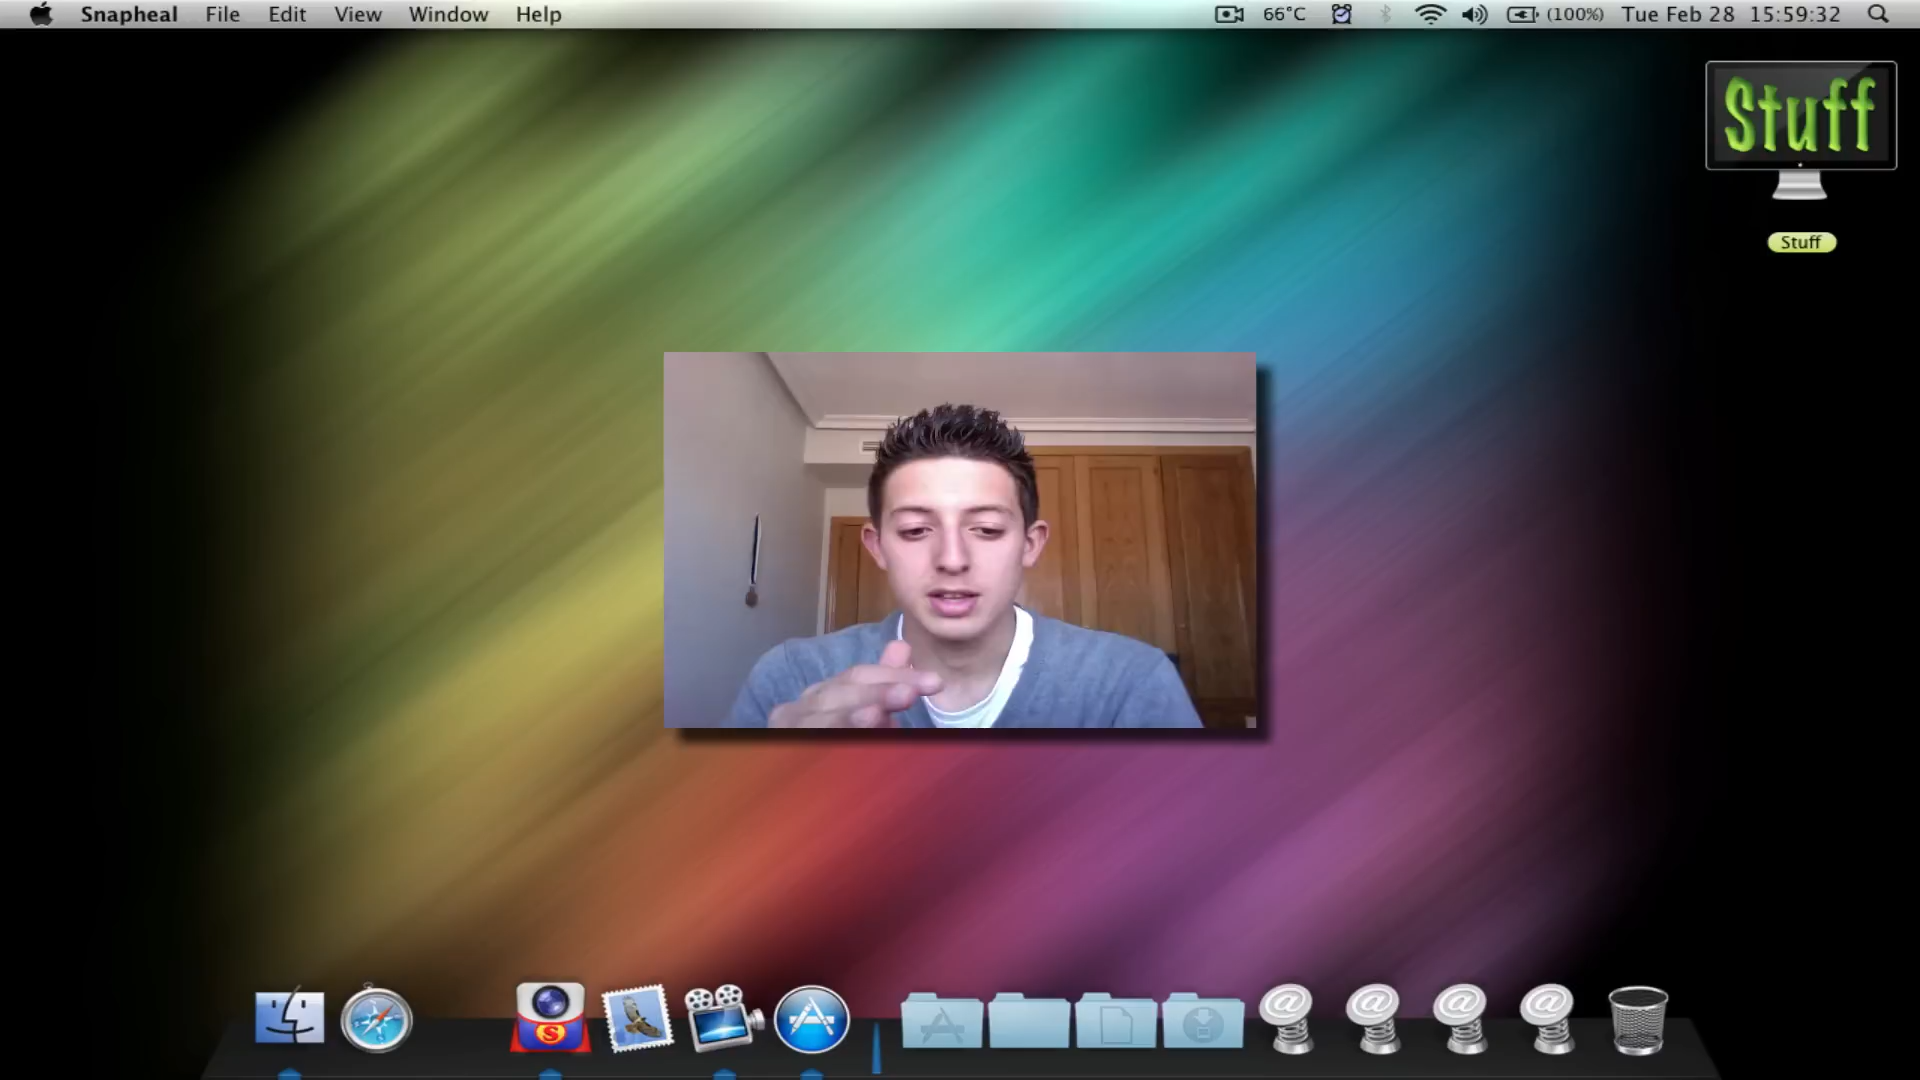 Snapheal File Edit View Window Help 66°C (100%) Tue Feb 28 15:59:32
Stuff
Stuff
S
@ @ @ @